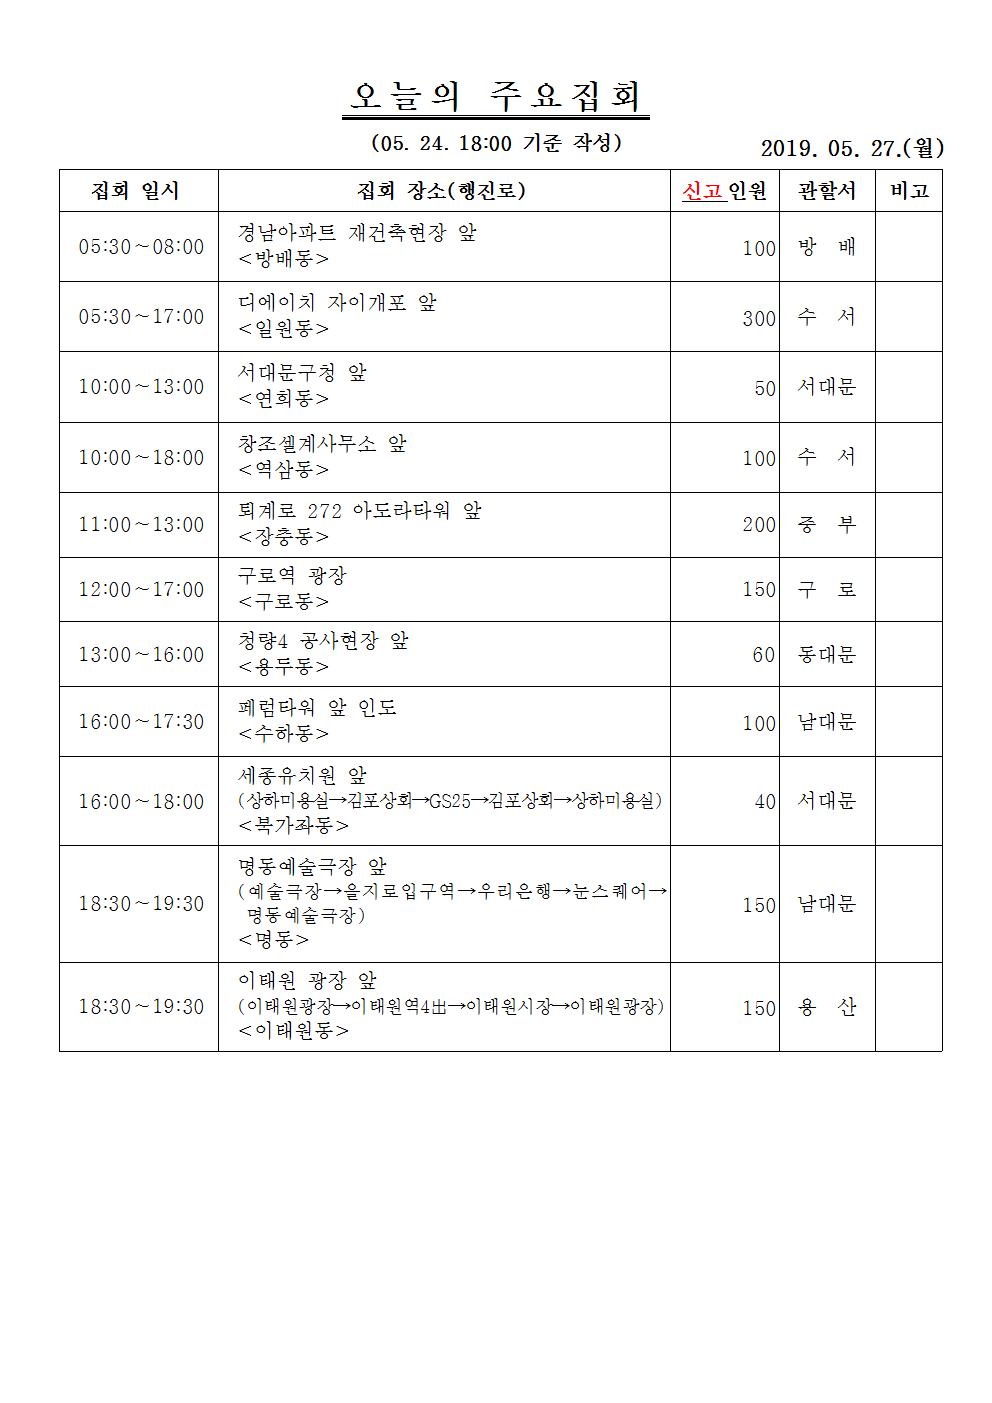 오늘의 주요집회
(05. 24. 18:00 기준 작성)
2019. 05. 27.(월)
집회 일시 집회 장소(행진로) 신고인원 관할서 비고
05:30~08:00 경남아파트 재건축현장 앞 100 방 배
<방배동>
05:30~17:00 디에이치 자이개포 앞 300 수 서
<일원동>
10:00~13:00 서대문구청 앞 50 서대문
<연희동>
10:00~18:00 창조셀계사무소 앞 100 수 서
<역삼동>
11:00~13:00 퇴계로 272 아도라타워 앞 200 중 부
<장충동>
12:00~17:00 구로역 광장 150 구 로
<구로동>
13:00~16:00 청량4 공사현장 앞 60 동대문
<용두동>
16:00~17:30 페럼타워 앞 인도 100 남대문
<수하동>
16:00~18:00 세종유치원 앞 40 서대문
(상하미용실→김포상회→GS25→김포상회→상하미용실)
<북가좌동>
18:30~19:30 명동예술극장 앞 150 남대문
(예술극장→을지로입구역→우리은행→눈스퀘어→
명동예술극장)
<명동>
18:30~19:30 이태원 광장 앞 150 용 산
(이태원광장→이태원역4出→이태원시장→이태원광장)
<이태원동>